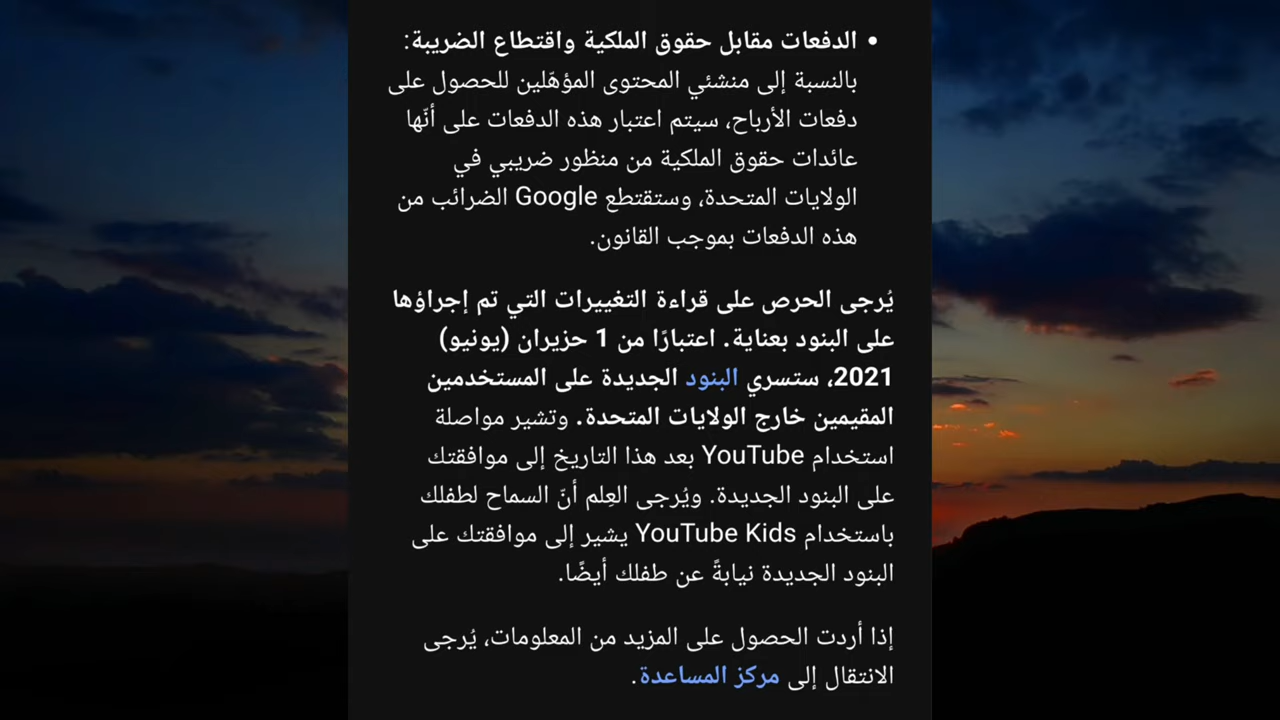 • الدفعات مقابل حقوق الملكية واقتطاع الضريبة:
بالنسبة إلى منشئي المحتوى المؤهّلين للحصول على
دفعات الأرباح، سيتم اعتبار هذه الدفعات على أنّها
عائدات حقوق الملكية من منظور ضريبي في
الولايات المتحدة، وستقتطع Google الضرائب من
هذه الدفعات بموجب القانون.
يُرجى الحرص على قراءة التغييرات التي تم إجراؤها
على البنود بعناية. اعتبارًا من 1 حزيران (يونيو)
2021، ستسري البنود الجديدة على المستخدمين
المقيمين خارج الولايات المتحدة. وتشير مواصلة
استخدام YouTube بعد هذا التاريخ إلى موافقتك
على البنود الجديدة. ويُرجى العِلم أنّ السماح لطفلك
باستخدام YouTube Kids يشير إلى موافقتك على
البنود الجديدة نيابةً عن طفلك أيضًا.
إذا أردت الحصول على المزيد من المعلومات، يُرجى
الانتقال إلى مركز المساعدة.